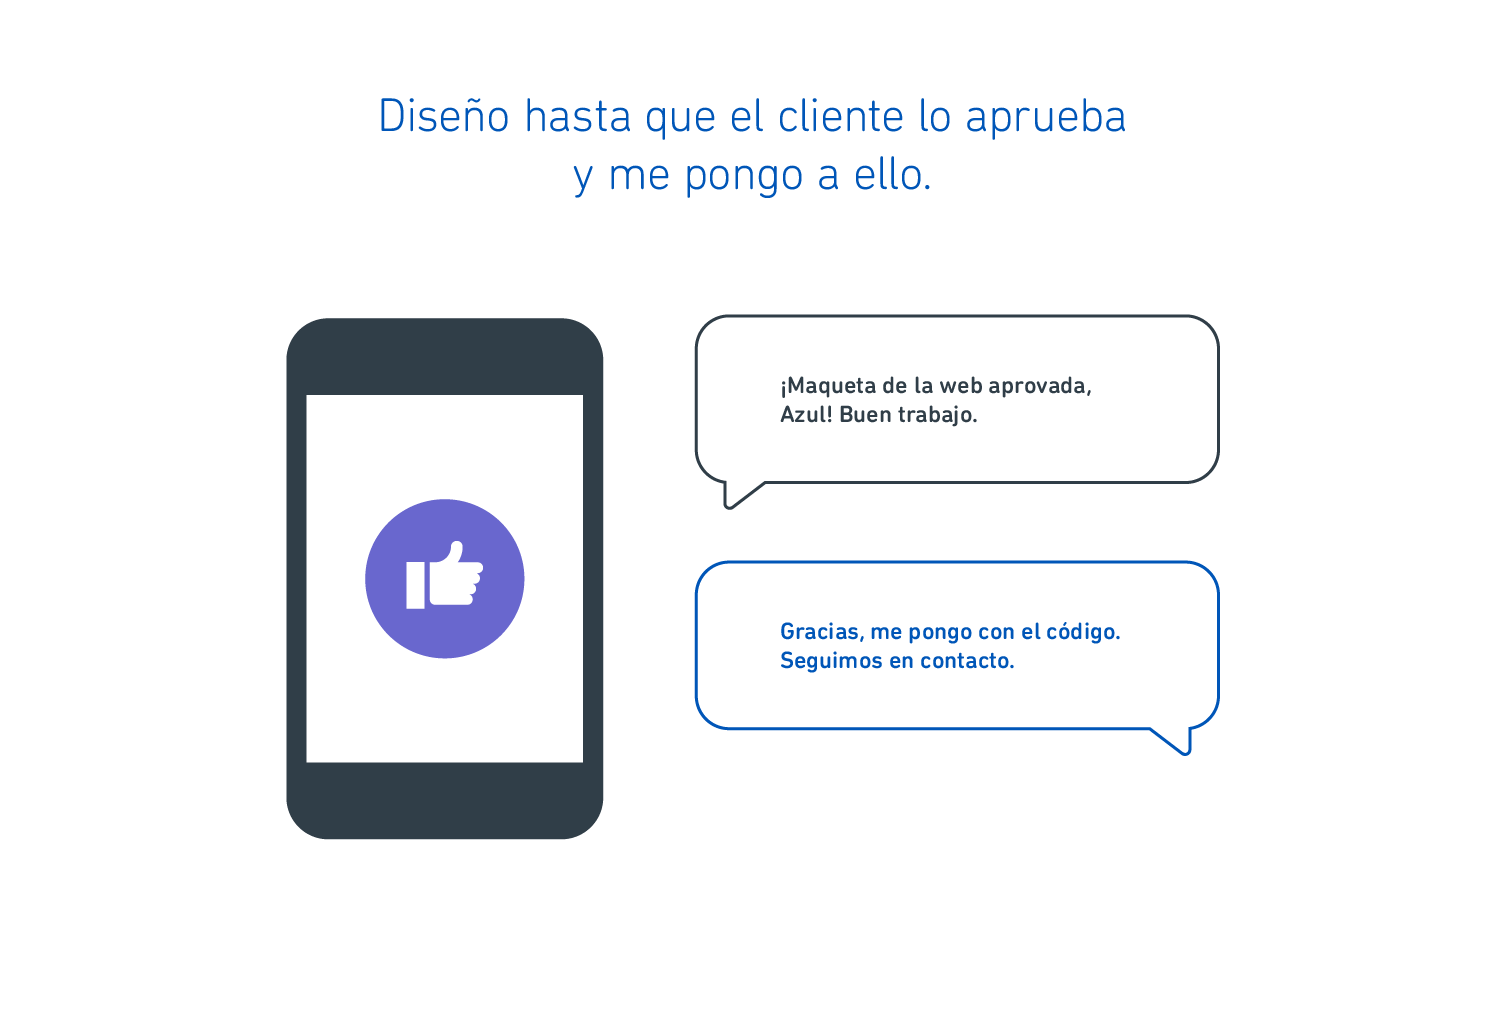 Diseño hasta que el cliente lo aprueba
y me pongo a ello.
¡Maqueta de la web aprovada,
Azul! Buen trabajo.
Gracias, me pongo con el código.
Seguimos en contacto.